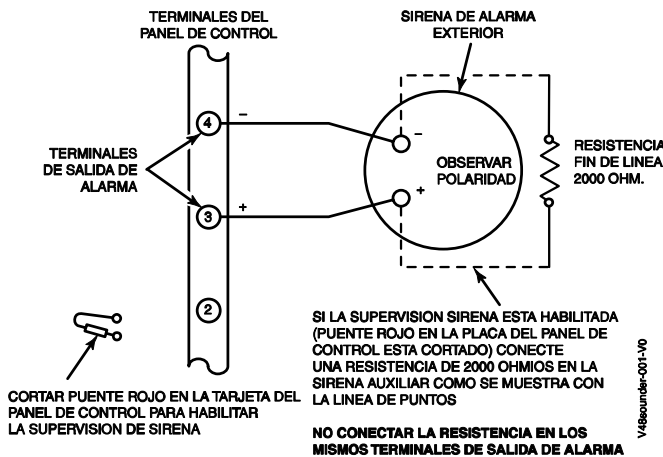 TERMINALES DEL
PANEL DE CONTROL
SIRENA DE ALARMA
EXTERIOR
4
−
−
TERMINALES
DE SALIDA DE
ALARMA
OBSERVAR
POLARIDAD
RESISTENCIA
FIN DE LINEA
2000 OHM.
3
+
+
2
SI LA SUPERVISION SIRENA ESTA HABILITADA
(PUENTE ROJO EN LA PLACA DEL PANEL DE
CONTROL ESTA CORTADO) CONECTE
UNA RESISTENCIA DE 2000 OHMIOS EN LA
SIRENA AUXILIAR COMO SE MUESTRA CON
LA LINEA DE PUNTOS
CORTAR PUENTE ROJO EN LA TARJETA DEL
PANEL DE CONTROL PARA HABILITAR
LA SUPERVISION DE SIRENA
NO CONECTAR LA RESISTENCIA EN LOS
MISMOS TERMINALES DE SALIDA DE ALARMA
V48sounder-001-V0